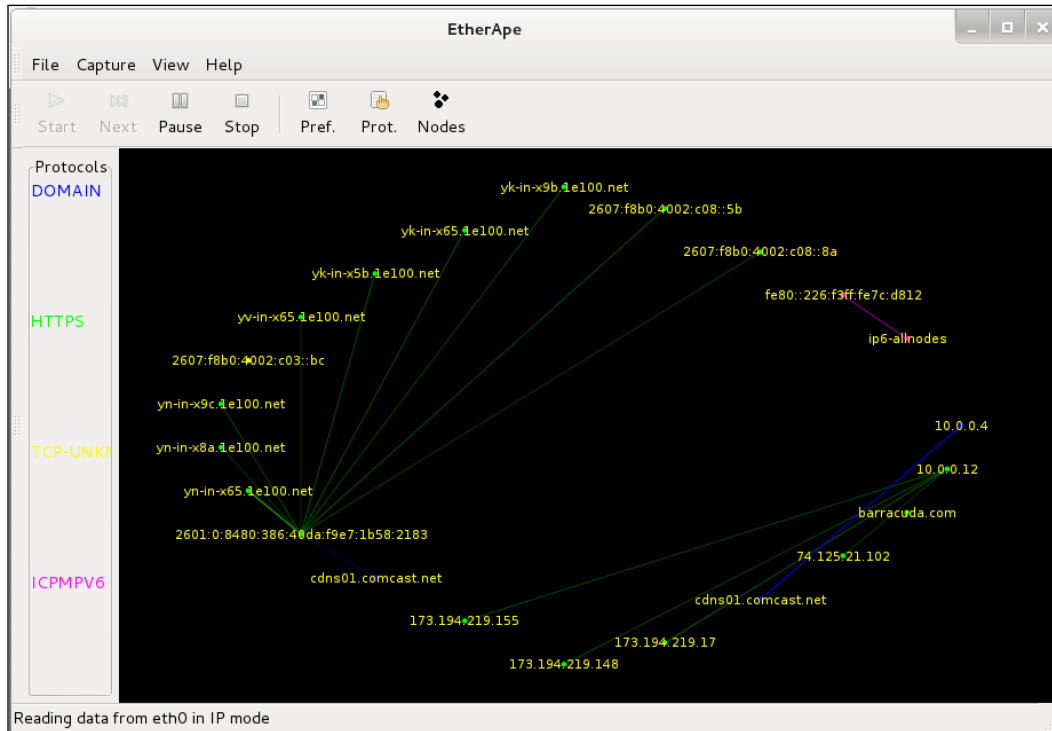 EtherApe
File Capture View Help
Start Next Pause Stop Pref. Prot. Nodes
Protocols
DOMAIN
HTTPS
TCP-UNKN
ICPMPV6
yk-in-x9b.1e100.net
2607:f8b0:4002:c08::5b
yk-in-x65.1e100.net
2607:f8b0:4002:c08::8a
yk-in-x5b.1e100.net
fe80::226:f3ff:fe7c:d812
yv-in-x65.1e100.net
ip6-allnodes
2607:f8b0:4002:c03::bc
yn-in-x9c.1e100.net
10.0.0.4
yn-in-x8a.1e100.net
10.0.0.12
yn-in-x65.1e100.net
barracuda.com
2601:0:8480:386:40da:f9e7:1b58:2183
74.125.21.102
cdns01.comcast.net
cdns01.comcast.net
173.194.219.155
173.194.219.17
173.194.219.148
Reading data from eth0 in IP mode